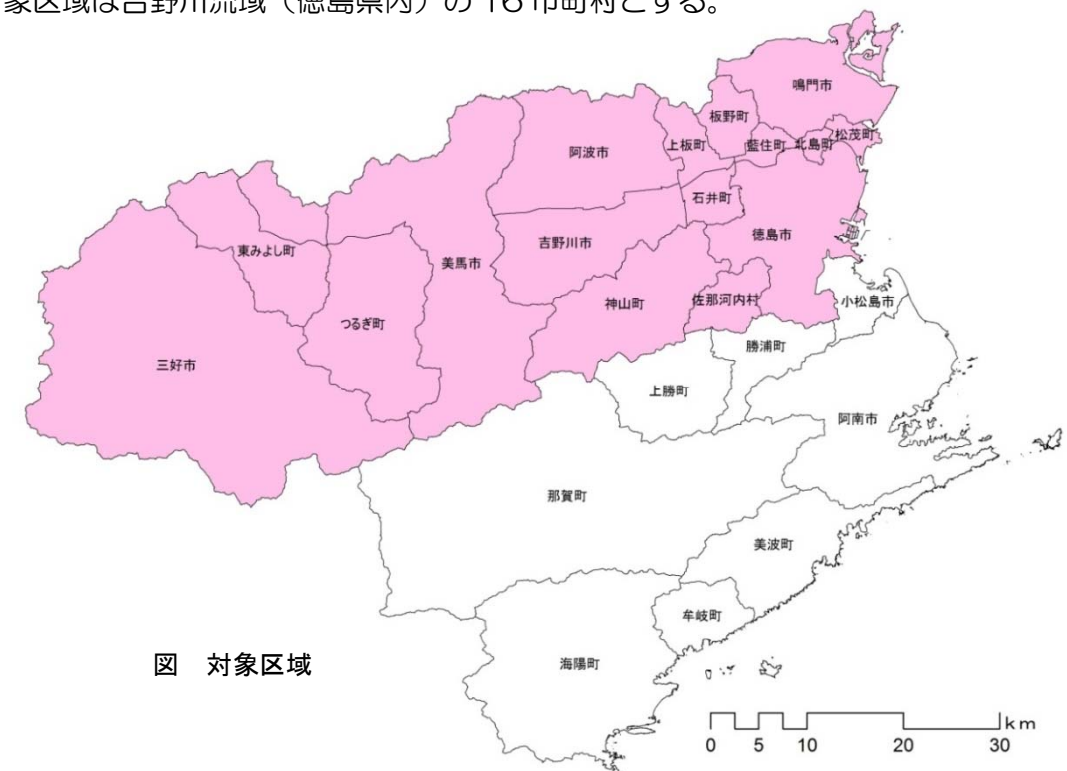 象区域は吉野川流域（徳島県内）の 16 市町村とする。
鳴門市
板野町
松茂町
上板町
藍住町
北島町
阿波市
石井町
徳島市
吉野川市
東みよし町
美馬市
神山町
佐那河内村
小松島市
つるぎ町
勝浦町
三好市
上勝町
阿南市
那賀町
美波町
牟岐町
海陽町
図　対象区域
km
0 5 10 20 30